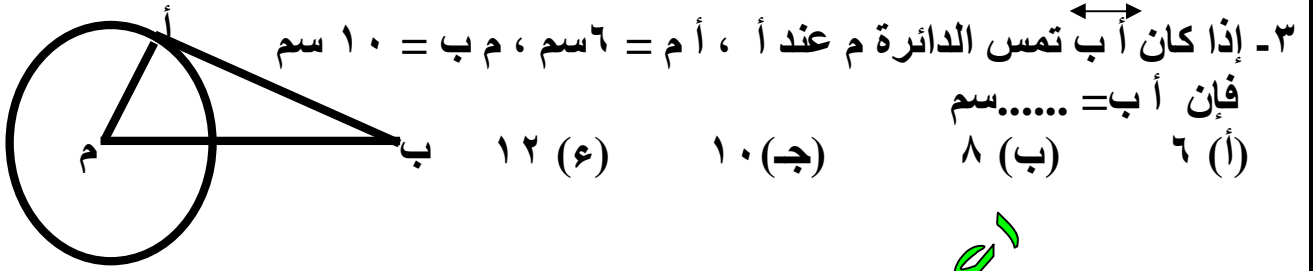 ٣- إذا كان أ ب تمس الدائرة م عند أ ، أ م = ٦سم ، م ب = ١٠ سم
فإن أ ب= ......سم
(أ) ٦ (ب) ٨ (جـ)١٠ (ء) ١٢
أ
م
ب